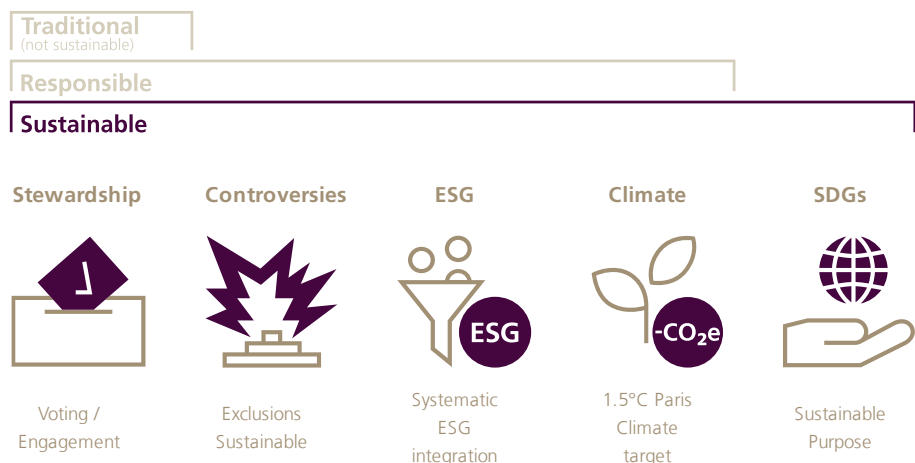 Traditional
(not sustainable)
Responsible
Sustainable
Stewardship
Controversies
ESG
Climate
SDGs
ESG
-CO₂e
Voting /
Engagement
Exclusions
Sustainable
Systematic
ESG
integration
1.5°C Paris
Climate
target
Sustainable
Purpose